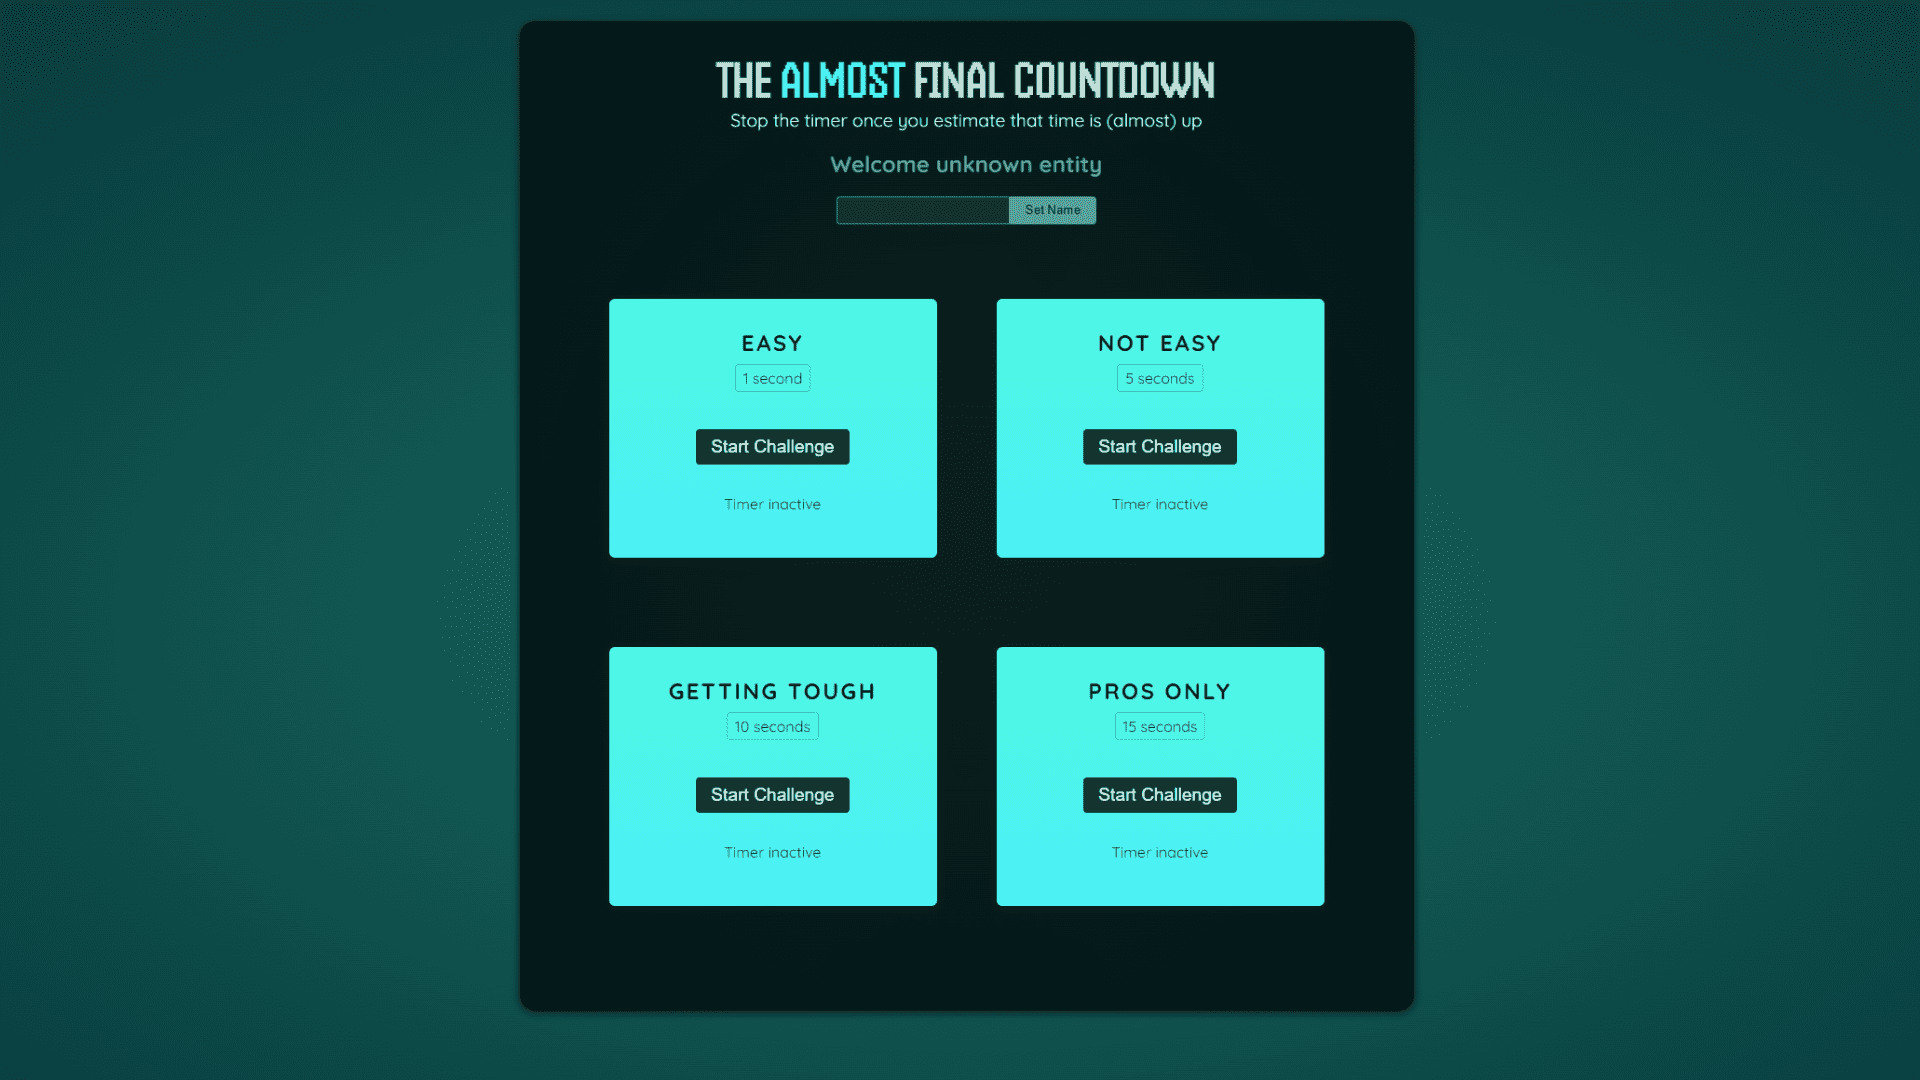 THE ALMOST FINAL COUNTDOWN
Stop the timer once you estimate that time is (almost) up
Welcome unknown entity
Set Name
EASY
1 second
Start Challenge
Timer inactive
NOT EASY
5 seconds
Start Challenge
Timer inactive
GETTING TOUGH
10 seconds
Start Challenge
Timer inactive
PROS ONLY
15 seconds
Start Challenge
Timer inactive